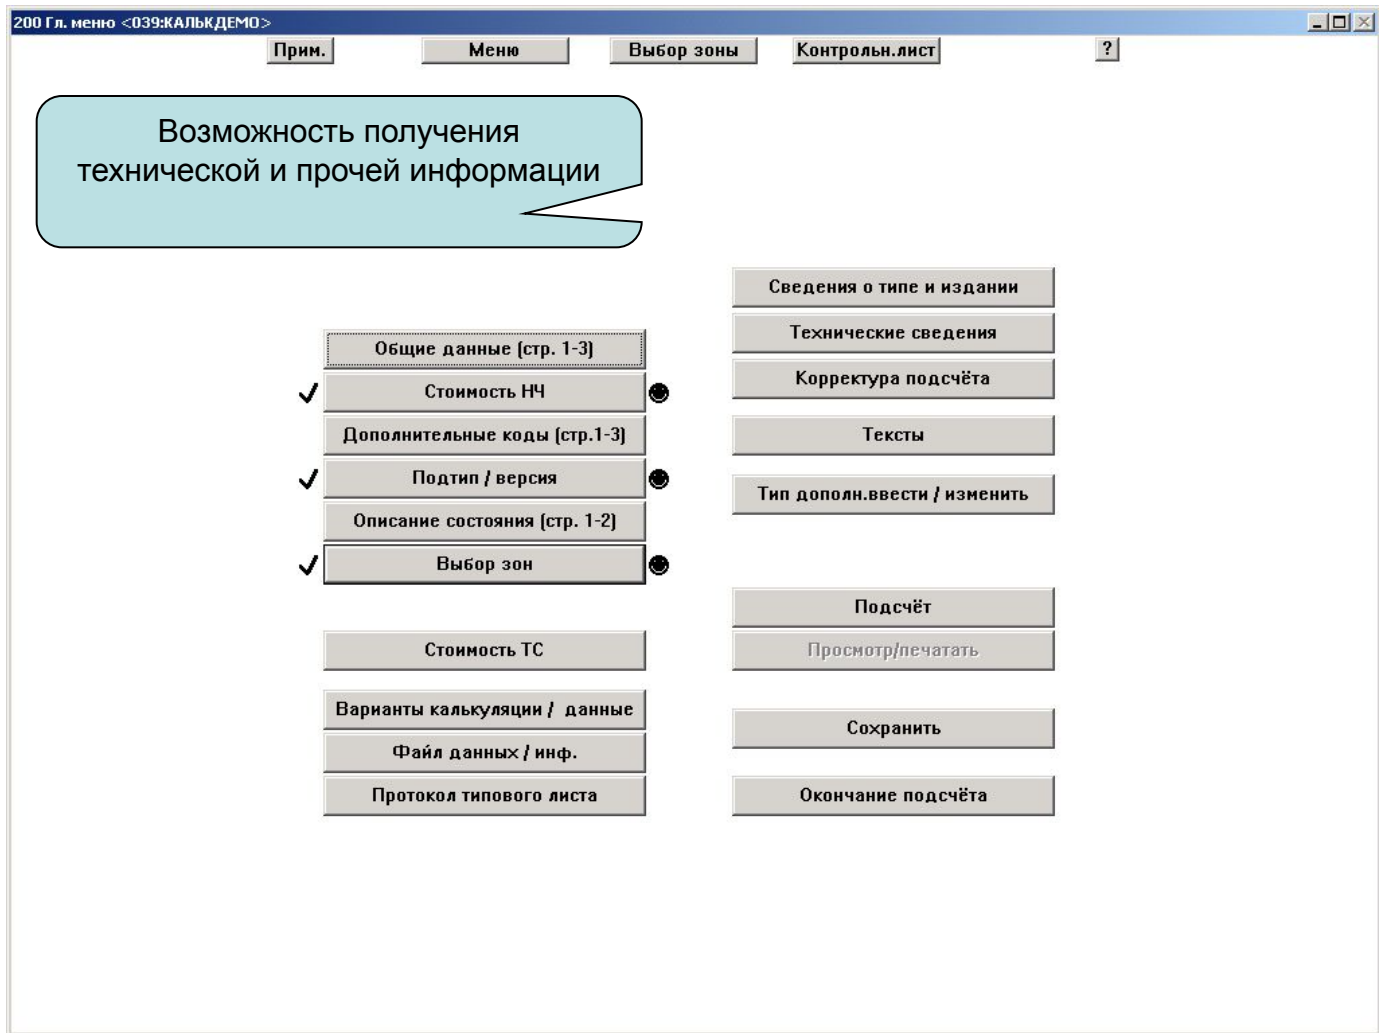 200 Гл. меню <039:КАЛЬКДЕМО>
Прим. Меню Выбор зоны Контрольн.лист ?
Возможность получения
технической и прочей информации
Общие данные (стр. 1-3)
Стоимость НЧ
Дополнительные коды (стр.1-3)
Подтип / версия
Описание состояния (стр. 1-2)
Выбор зон
Стоимость ТС
Варианты калькуляции / данные
Файл данных / инф.
Протокол типового листа
Сведения о типе и издании
Технические сведения
Корректура подсчёта
Тексты
Тип дополн.ввести / изменить
Подсчёт
Просмотр/печатать
Сохранить
Окончание подсчёта